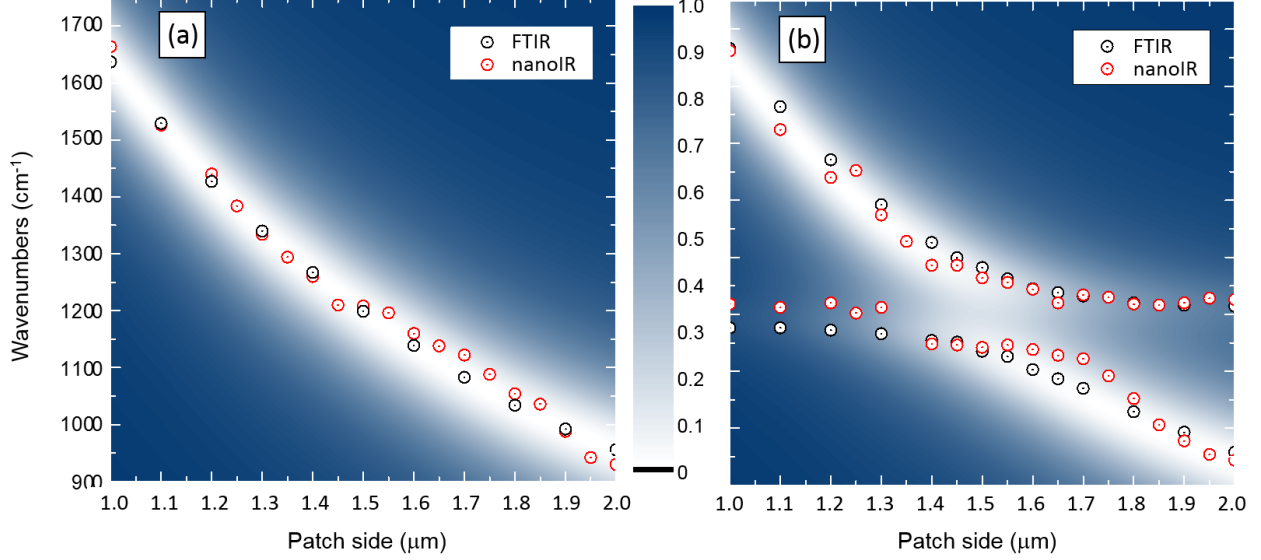 (a)
FTIR
nanoIR
1700
1600
1500
1400
1300
1200
1100
1000
900
Wavenumbers (cm-1)
1.0 1.1 1.2 1.3 1.4 1.5 1.6 1.7 1.8 1.9 2.0
Patch side (μm)
1.0
0.9
0.8
0.7
0.6
0.5
0.4
0.3
0.2
0.1
0
(b)
FTIR
nanoIR
1.0 1.1 1.2 1.3 1.4 1.5 1.6 1.7 1.8 1.9 2.0
Patch side (μm)